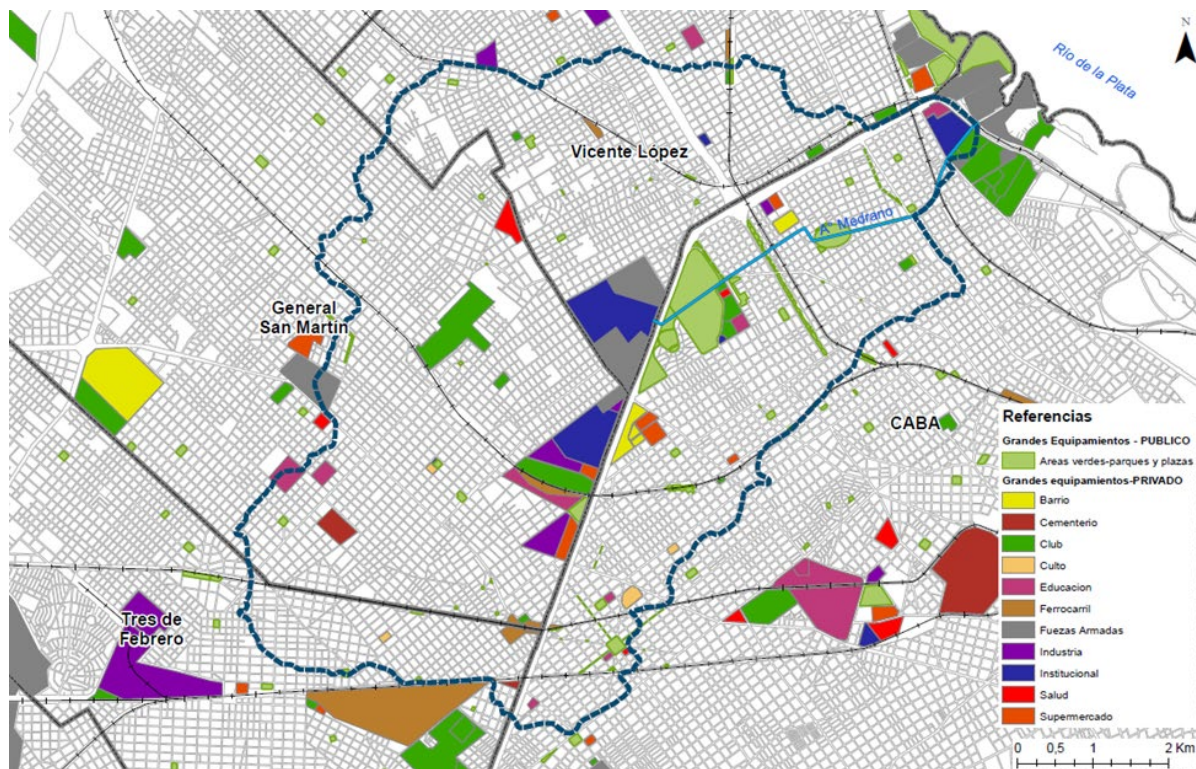 N
Río de la Plata
Vicente López
A° Medrano
General
San Martín
CABA
Tres de
Febrero
Referencias
Grandes Equipamientos - PUBLICO
Areas verdes-parques y plazas
Grandes equipamientos-PRIVADO
Barrio
Cementerio
Club
Culto
Educacion
Ferrocarril
Fuezas Armadas
Industria
Institucional
Salud
Supermercado
0 0,5 1 2 Km